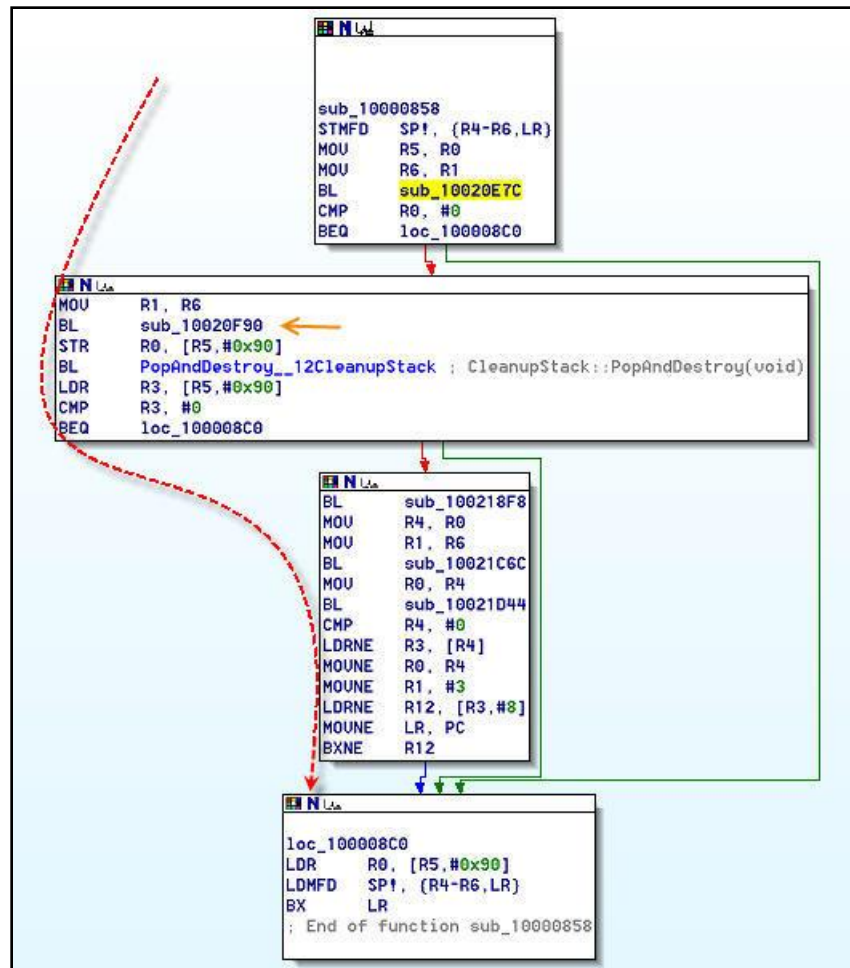 sub_10000858
STMFD SP!, {R4-R6,LR}
MOV R5, R0
MOV R6, R1
BL sub_10020E7C
CMP R0, #0
BEQ loc_100008C0
MOV R1, R6
BL sub_10020F90
STR R0, [R5,#0x90]
BL PopAndDestroy__12CleanupStack ; CleanupStack::PopAndDestroy(void)
LDR R3, [R5,#0x90]
CMP R3, #0
BEQ loc_100008C0
BL sub_100218F8
MOV R4, R0
MOV R1, R6
BL sub_10021C6C
MOV R0, R4
BL sub_10021D44
CMP R4, #0
LDRNE R3, [R4]
MOVNE R0, R4
MOVNE R1, #3
LDRNE R12, [R3,#8]
MOVNE LR, PC
BXNE R12
loc_100008C0
LDR R0, [R5,#0x90]
LDMFD SP!, {R4-R6,LR}
BX LR
; End of function sub_10000858